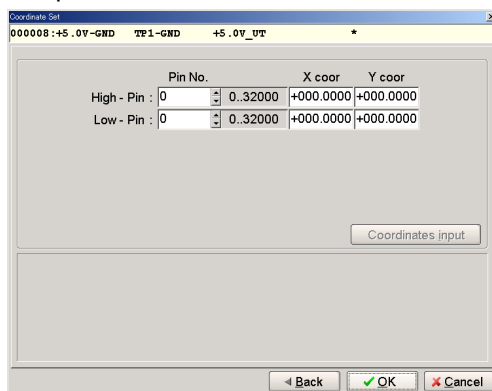 Coordinate Set
000008:+5.0V-GND TP1-GND +5.0V_UT *
Pin No. X coor Y coor
High - Pin : 0 0..32000 +000.0000 +000.0000
Low - Pin : 0 0..32000 +000.0000 +000.0000
Coordinates input
Back OK Cancel